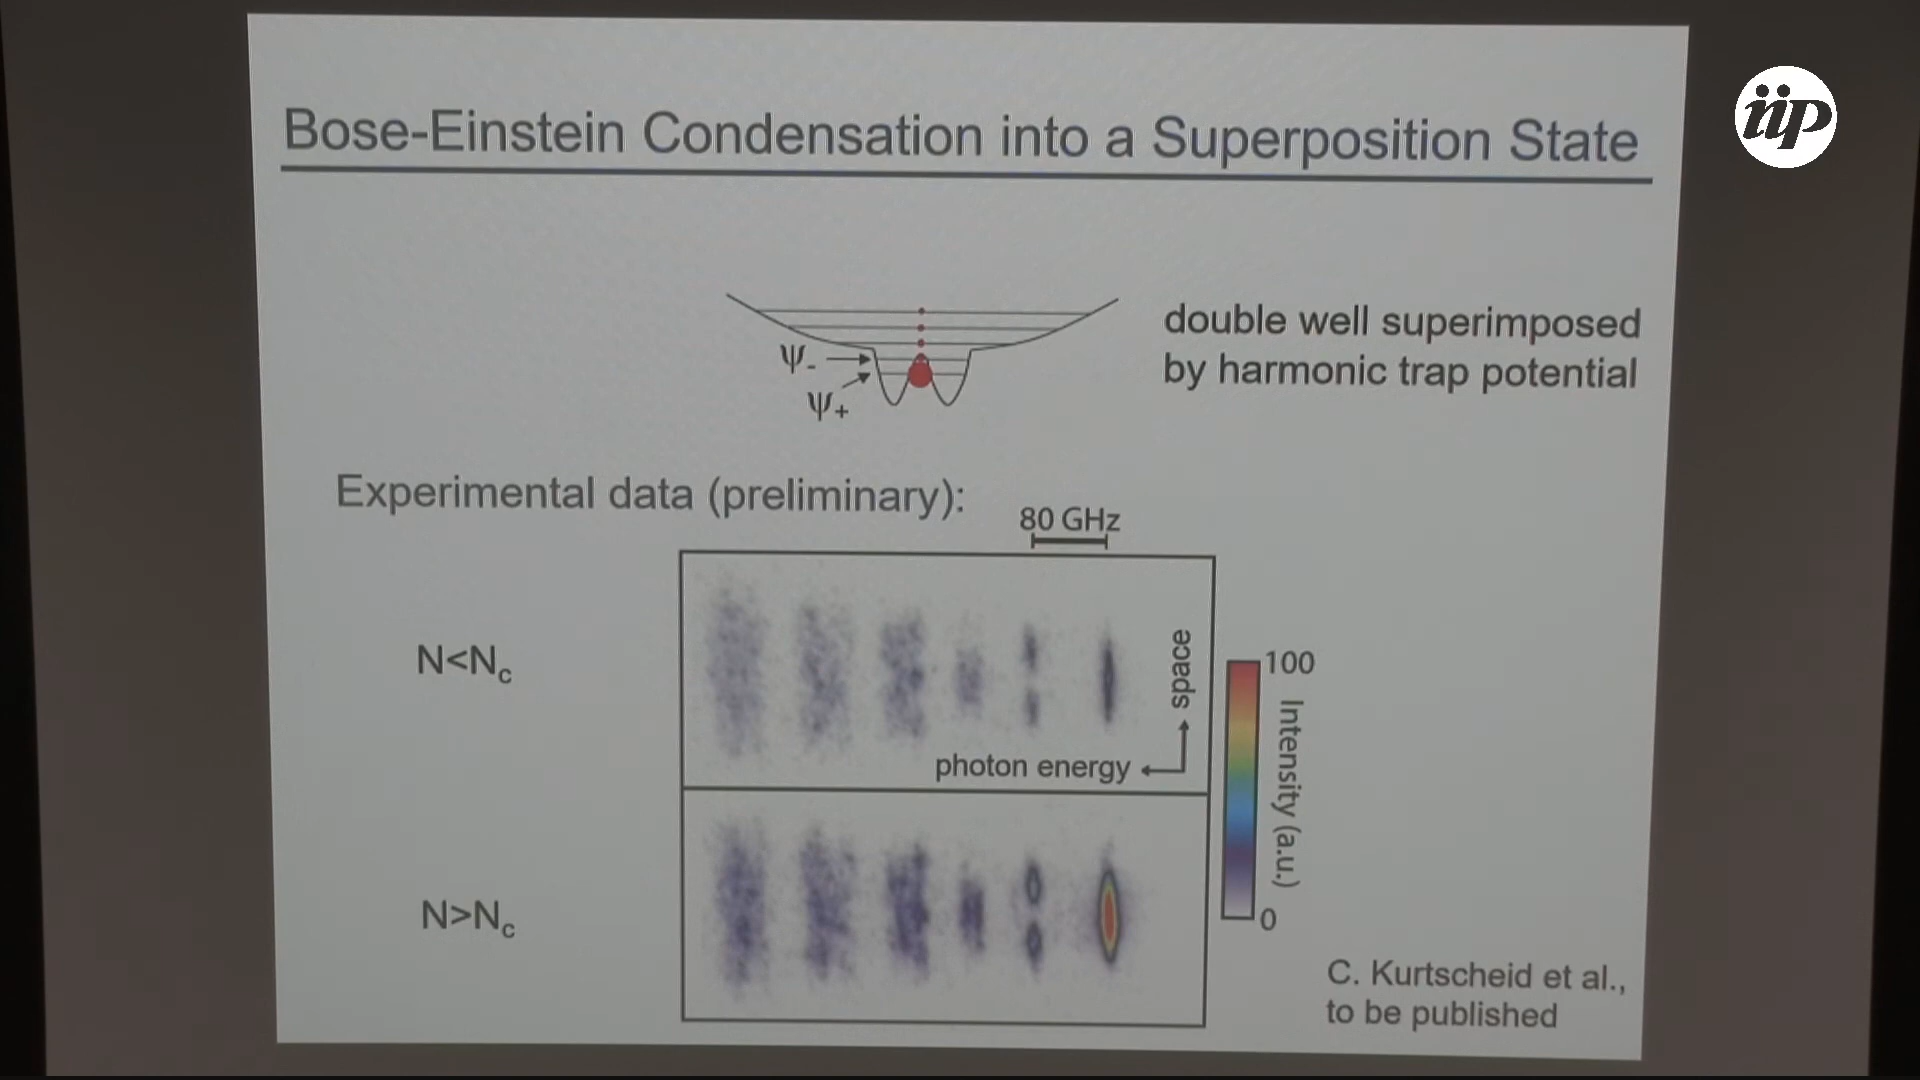 iip
Bose-Einstein Condensation into a Superposition State
double well superimposed
by harmonic trap potential
Ψ-
Ψ+
Experimental data (preliminary):
80 GHz
N<Nc
space
photon energy
100
Intensity (a.u.)
0
N>Nc
C. Kurtscheid et al.,
to be published